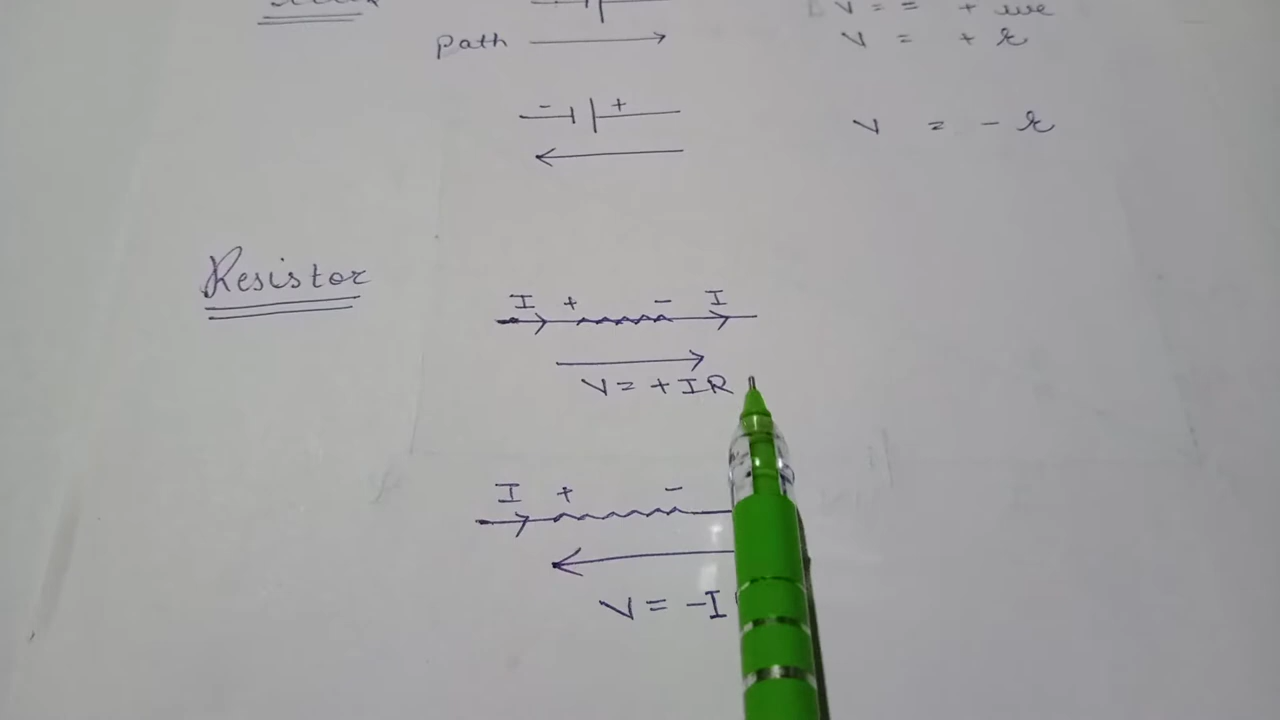 V = = + ve
Path
V = + ε
- +
V = - ε
Resistor
I + - I
V = + IR
I + -
V = -I